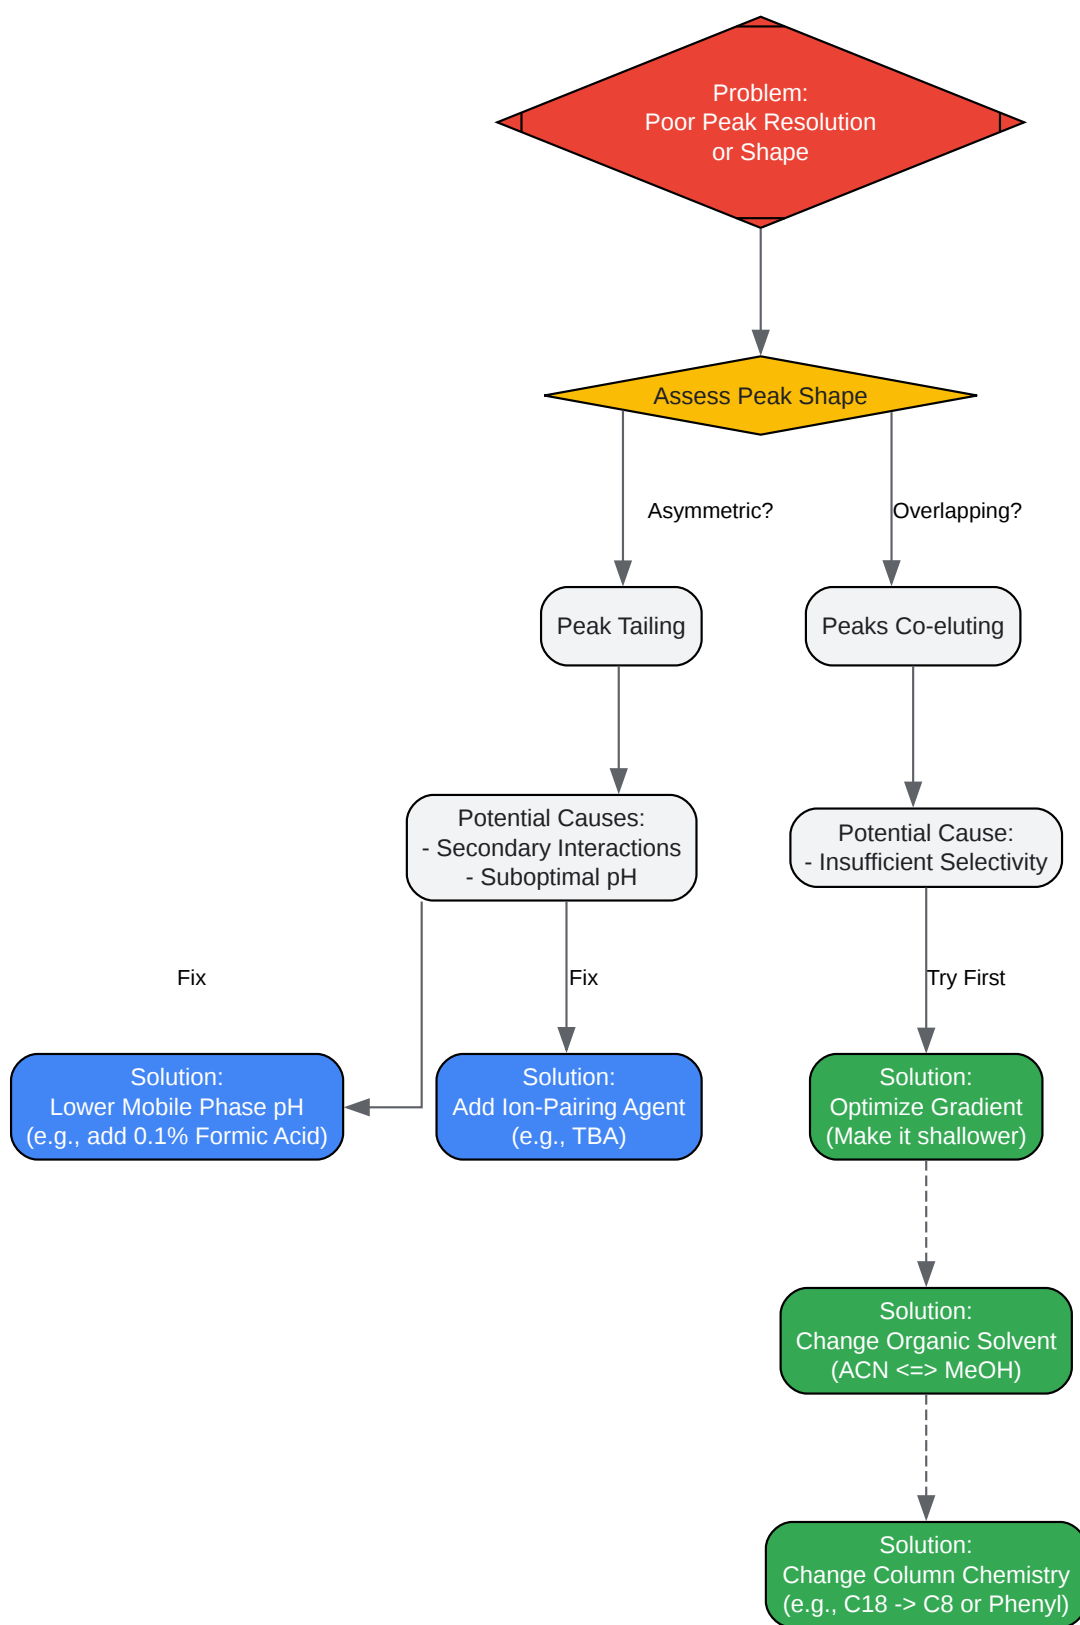 Problem:
Poor Peak Resolution
or Shape
Assess Peak Shape
Asymmetric?
Overlapping?
Peak Tailing
Peaks Co-eluting
Potential Causes:
- Secondary Interactions
- Suboptimal pH
Potential Cause:
- Insufficient Selectivity
Fix
Fix
Try First
Solution:
Lower Mobile Phase pH
(e.g., add 0.1% Formic Acid)
Solution:
Add Ion-Pairing Agent
(e.g., TBA)
Solution:
Optimize Gradient
(Make it shallower)
Solution:
Change Organic Solvent
(ACN <=> MeOH)
Solution:
Change Column Chemistry
(e.g., C18 -> C8 or Phenyl)